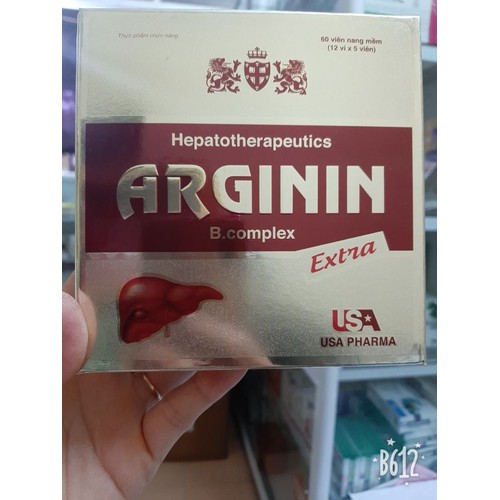 Thực phẩm chức năng
60 viên nang mềm
(12 vỉ x 5 viên)
Hepatotherapeutics
ARGININ
B.complex
Extra
USA
USA PHARMA
B612